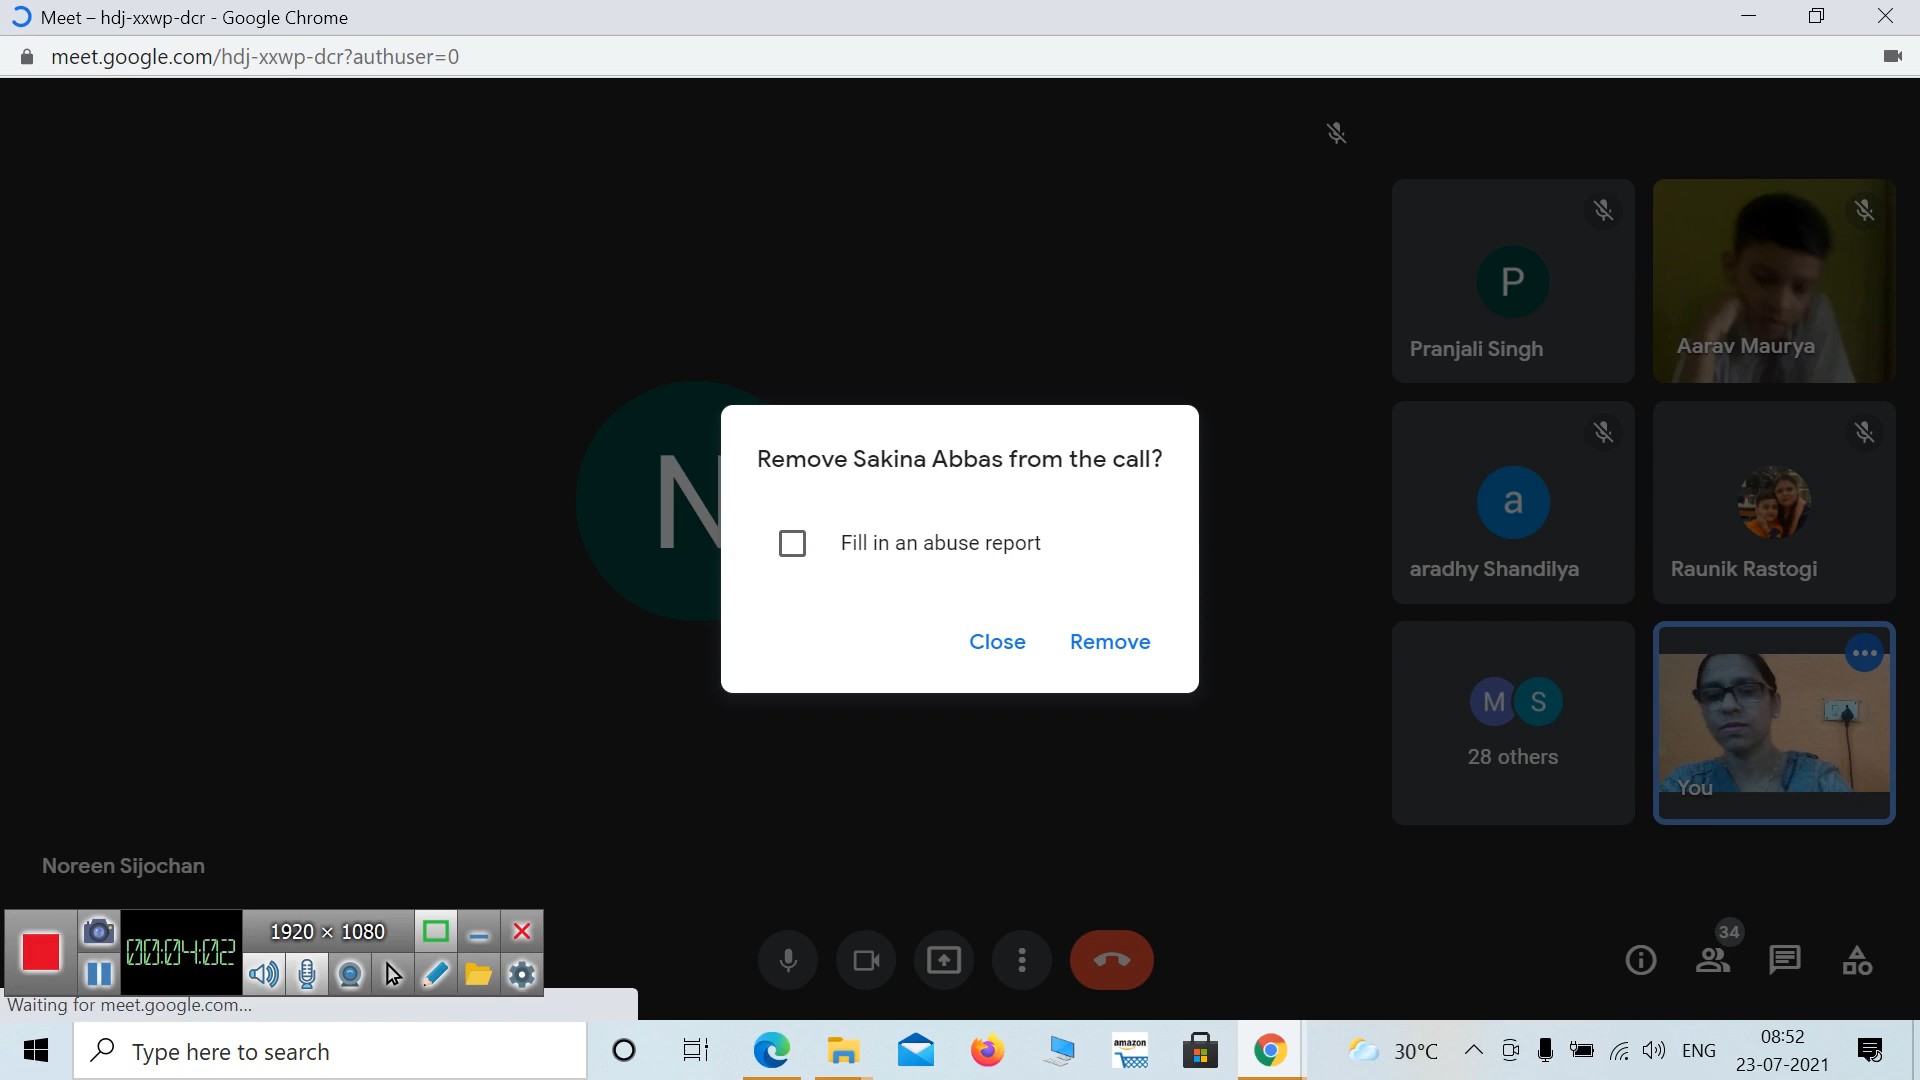 Meet – hdj-xxwp-dcr - Google Chrome
meet.google.com/hdj-xxwp-dcr?authuser=0
P
Pranjali Singh
Aarav Maurya
N
Remove Sakina Abbas from the call?
Fill in an abuse report
Close
Remove
a
aradhy Shandilya
Raunik Rastogi
M
S
28 others
You
Noreen Sijochan
00:04:02
1920 × 1080
34
Waiting for meet.google.com...
Type here to search
amazon
30°C
ENG
08:52
23-07-2021